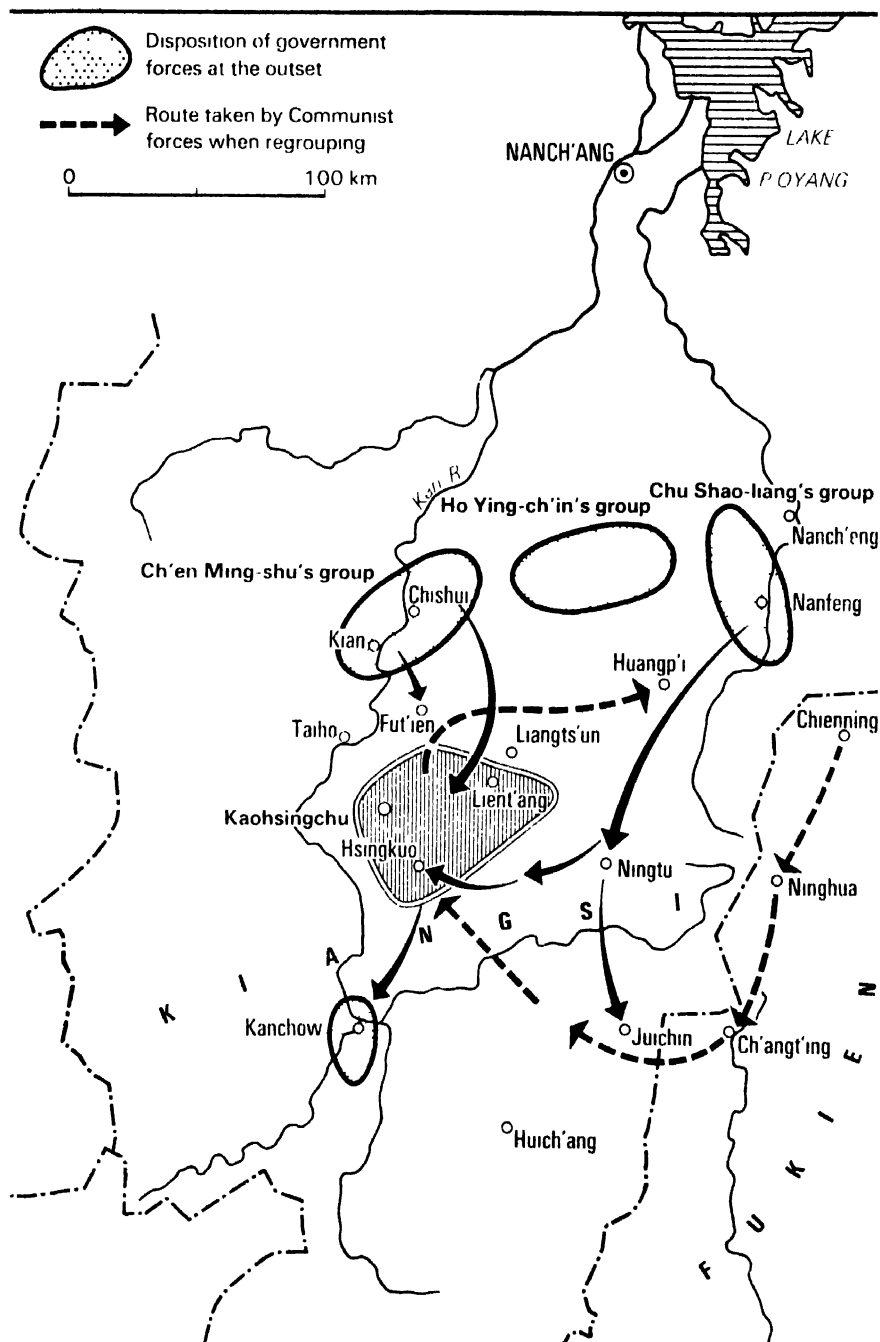 Disposition of government
forces at the outset
Route taken by Communist
forces when regrouping
0 100 km
NANCH'ANG
LAKE
POYANG
Kan R
Ho Ying-ch'in's group
Chu Shao-liang's group
Nanch'eng
Ch'en Ming-shu's group
Chishui
Nanfeng
Kian
Huangp'i
Fut'ien
Taiho
Liangts'un
Chienning
Lient'ang
Kaohsingchu
Hsingkuo
Ningtu
Ninghua
KIANGSI
Kanchow
Juichin
Ch'angt'ing
Huich'ang
FUKIEN